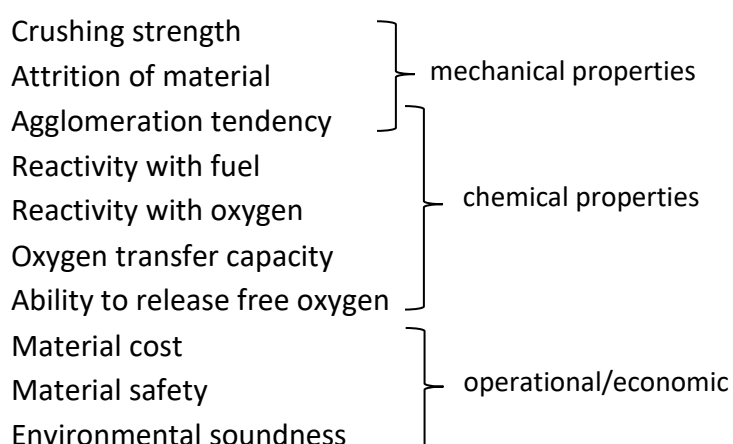 Crushing strength
Attrition of material
mechanical properties
Agglomeration tendency
Reactivity with fuel
Reactivity with oxygen
chemical properties
Oxygen transfer capacity
Ability to release free oxygen
Material cost
Material safety
operational/economic
Environmental soundness